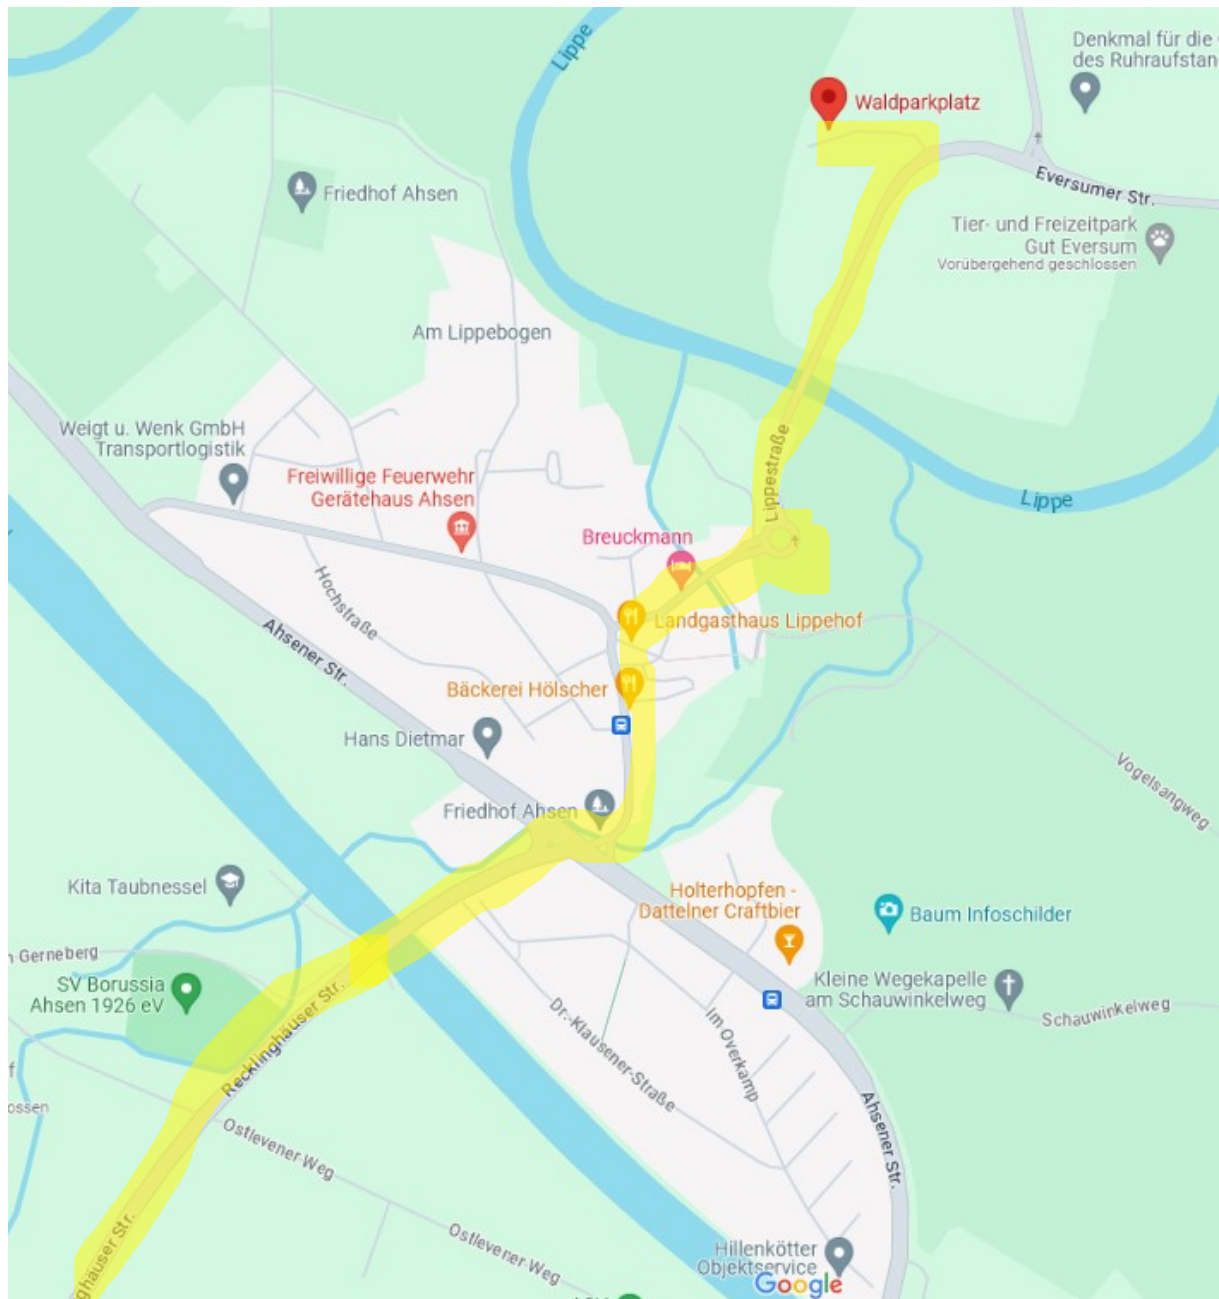 Lippe
Denkmal für die
des Ruhraufstan
Waldparkplatz
Eversumer Str.
Friedhof Ahsen
Tier- und Freizeitpark
Gut Eversum
Vorübergehend geschlossen
Am Lippebogen
Weigt u. Wenk GmbH
Transportlogistik
Freiwillige Feuerwehr
Gerätehaus Ahsen
Lippestraße
Lippe
Breuckmann
Hochstraße
Landgasthaus Lippehof
Ahsener Str.
Bäckerei Hölscher
Hans Dietmar
Vogelsangweg
Friedhof Ahsen
Kita Taubnessel
Holterhopfen -
Dattelner Craftbier
Baum Infoschilder
n Gerneberg
SV Borussia
Ahsen 1926 eV
Kleine Wegekapelle
am Schauwinkelweg
Schauwinkelweg
Recklinghäuser Str.
Dr.-Klausener-Straße
Im Overkamp
f
ossen
Ahsener Str.
Ostlevener Weg
ghäuser Str.
Ostlevener Weg
Hillenkötter
Objektservice
Google